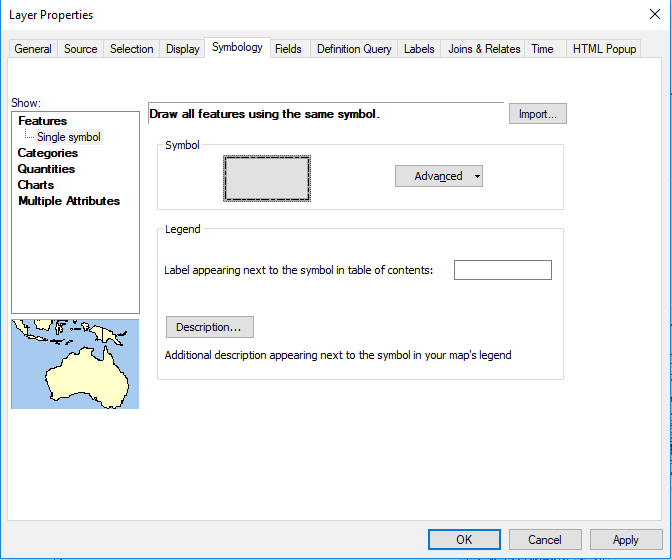 Layer Properties
General Source Selection Display Symbology Fields Definition Query Labels Joins & Relates Time HTML Popup
Show:
Features
Single symbol
Categories
Quantities
Charts
Multiple Attributes
Draw all features using the same symbol.
Import...
Symbol
Advanced
Legend
Label appearing next to the symbol in table of contents:
Description...
Additional description appearing next to the symbol in your map's legend
OK Cancel Apply